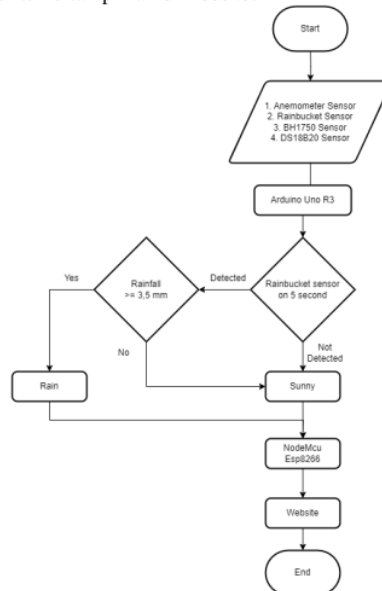 Start
1. Anemometer Sensor
2. Rainbucket Sensor
3. BH1750 Sensor
4. DS18B20 Sensor
Arduino Uno R3
Rainbucket sensor
on 5 second
Detected
Rainfall
>= 3,5 mm
Yes
No
Not
Detected
Rain
Sunny
NodeMcu
Esp8266
Website
End